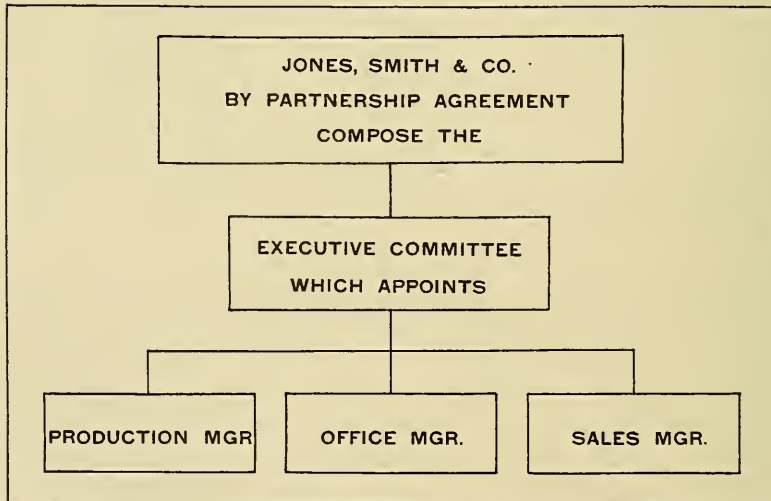 JONES, SMITH & CO.
BY PARTNERSHIP AGREEMENT
COMPOSE THE
EXECUTIVE COMMITTEE
WHICH APPOINTS
PRODUCTION MGR
OFFICE MGR.
SALES MGR.